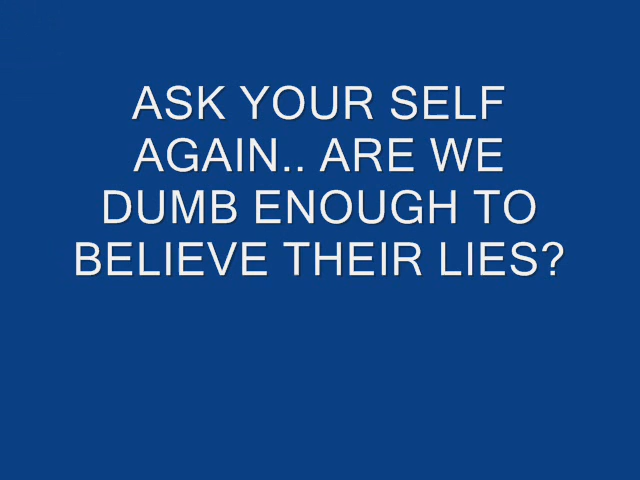 ASK YOUR SELF
AGAIN.. ARE WE
DUMB ENOUGH TO
BELIEVE THEIR LIES?